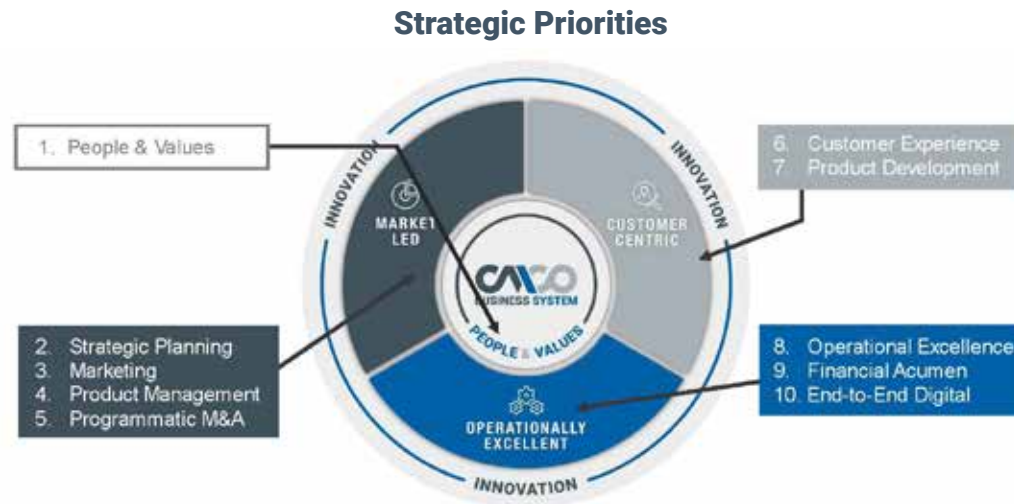 Strategic Priorities
1. People & Values
INNOVATION
INNOVATION
6. Customer Experience
7. Product Development
MARKET
LED
CUSTOMER
CENTRIC
CMCO
BUSINESS SYSTEM
PEOPLE & VALUES
2. Strategic Planning
3. Marketing
4. Product Management
5. Programmatic M&A
8. Operational Excellence
9. Financial Acumen
10. End-to-End Digital
OPERATIONALLY
EXCELLENT
INNOVATION